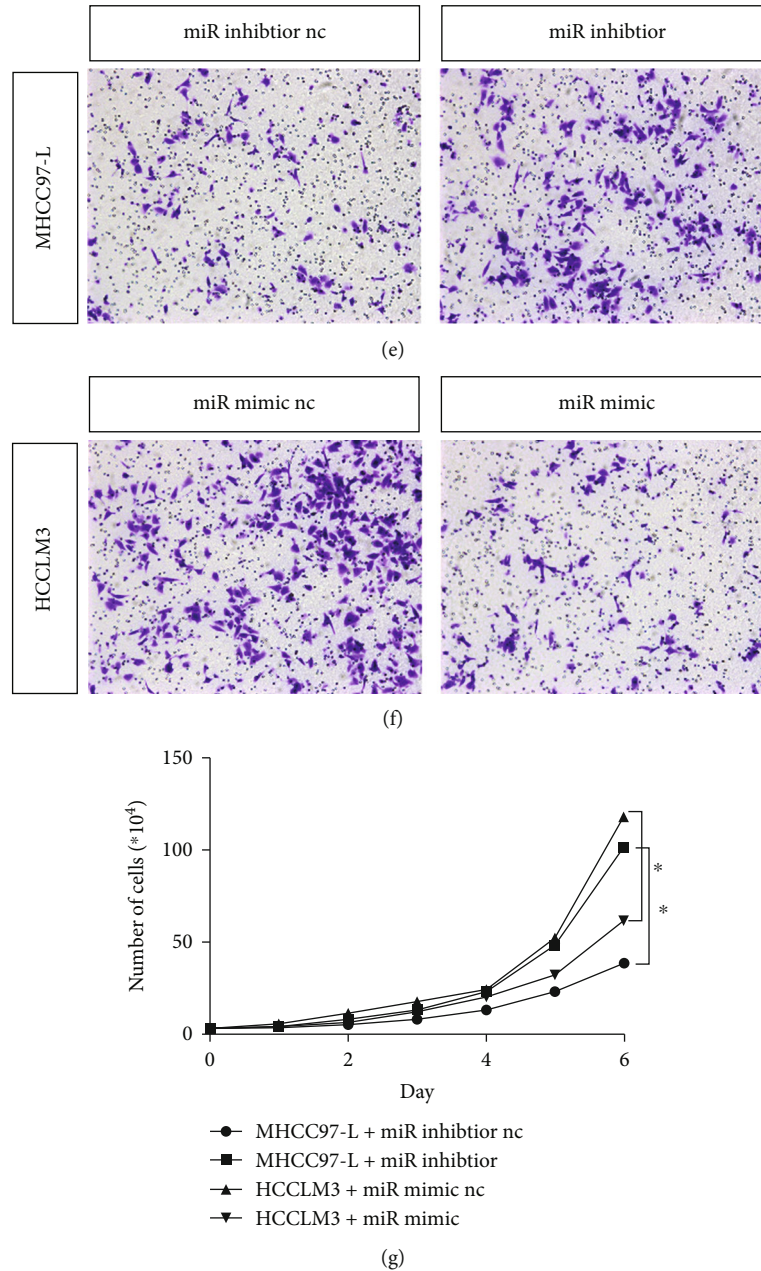 miR inhibtior nc
miR inhibtior
MHCC97-L
(e)
miR mimic nc
miR mimic
HCCLM3
(f)
150
100
50
0
Number of cells (*10⁴)
*
*
0
2
4
6
Day
MHCC97-L + miR inhibtior nc
MHCC97-L + miR inhibtior
HCCLM3 + miR mimic nc
HCCLM3 + miR mimic
(g)